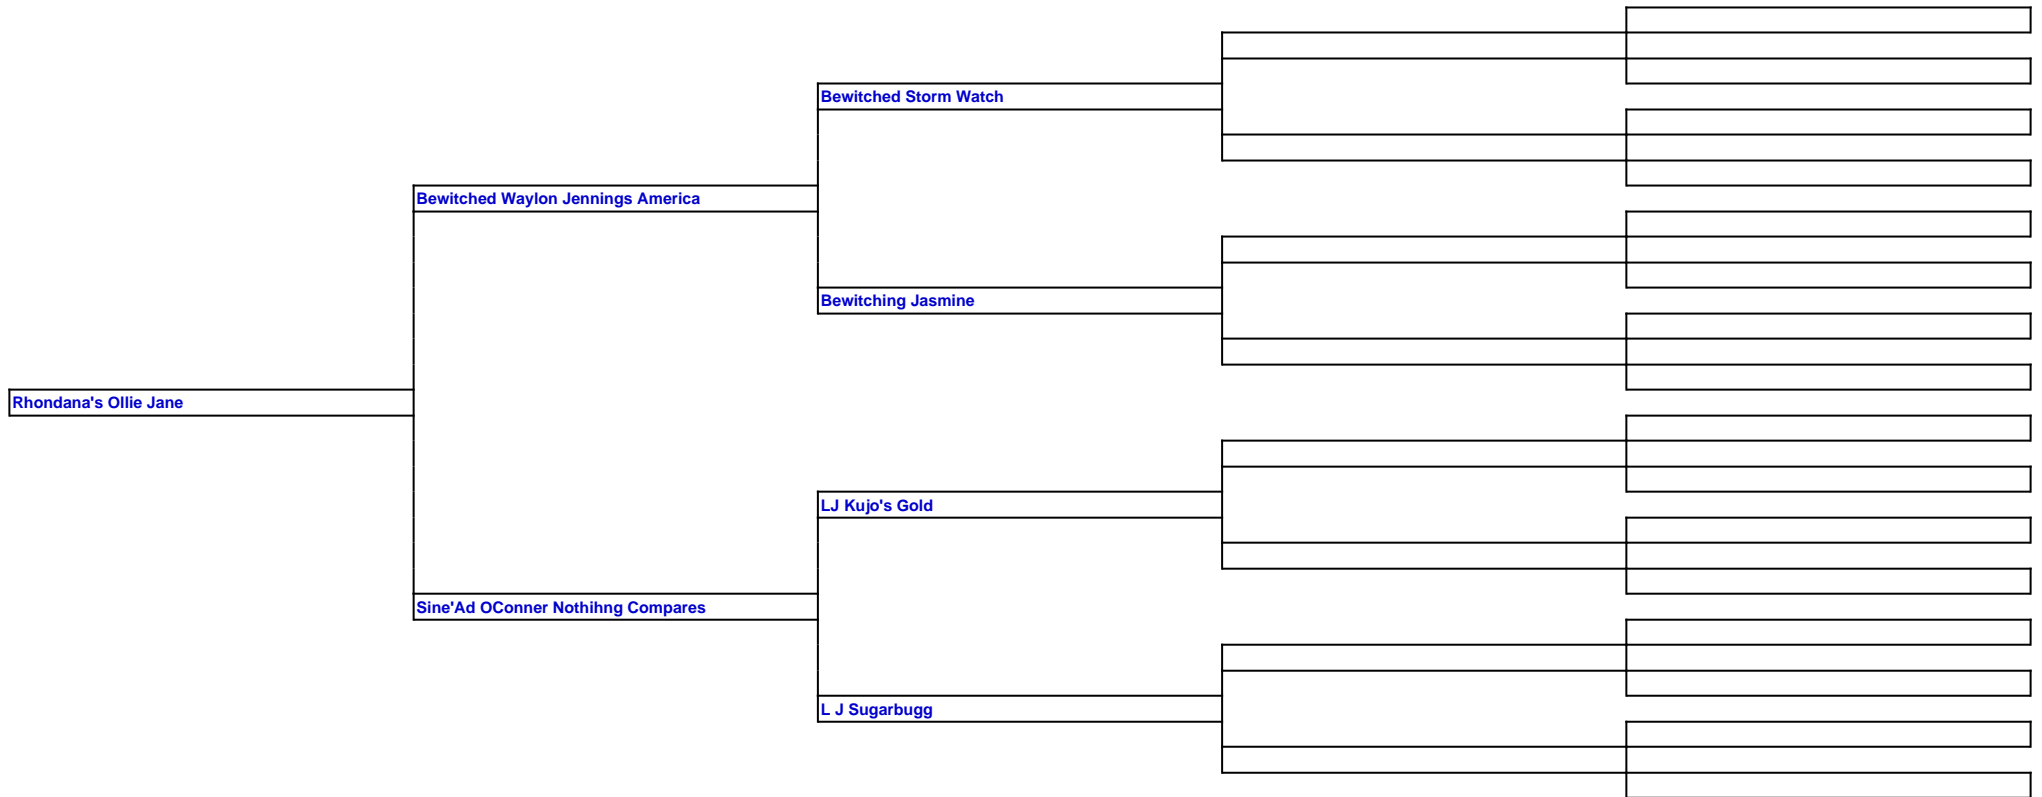 Bewitched Storm Watch
Bewitched Waylon Jennings America
Bewitching Jasmine
Rhondana's Ollie Jane
LJ Kujo's Gold
Sine'Ad OConner Nothihng Compares
L J Sugarbugg